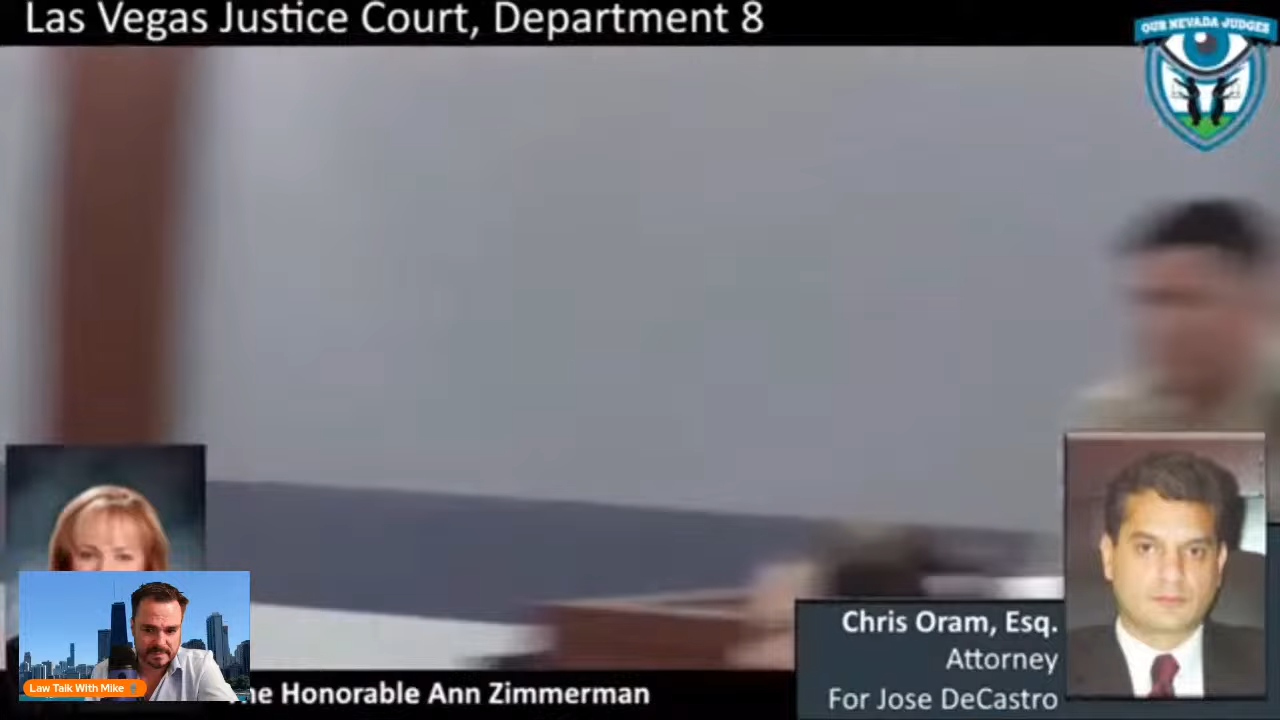 Las Vegas Justice Court, Department 8
OUR NEVADA JUDGES
Chris Oram, Esq.
Attorney
For Jose DeCastro
Law Talk With Mike
Honorable Ann Zimmerman